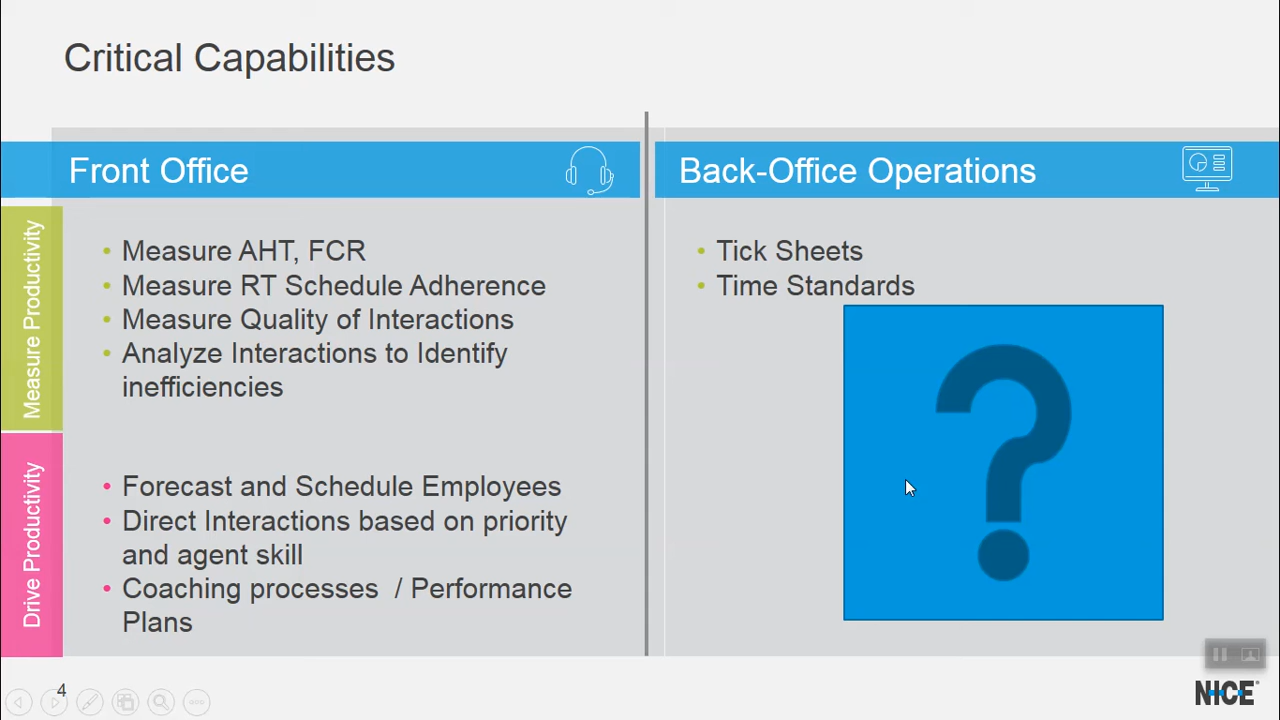 Critical Capabilities
Front Office
Back-Office Operations
Measure Productivity
• Measure AHT, FCR
• Measure RT Schedule Adherence
• Measure Quality of Interactions
• Analyze Interactions to Identify
inefficiencies
• Tick Sheets
• Time Standards
?
Drive Productivity
• Forecast and Schedule Employees
• Direct Interactions based on priority
and agent skill
• Coaching processes / Performance
Plans
4
NICE®